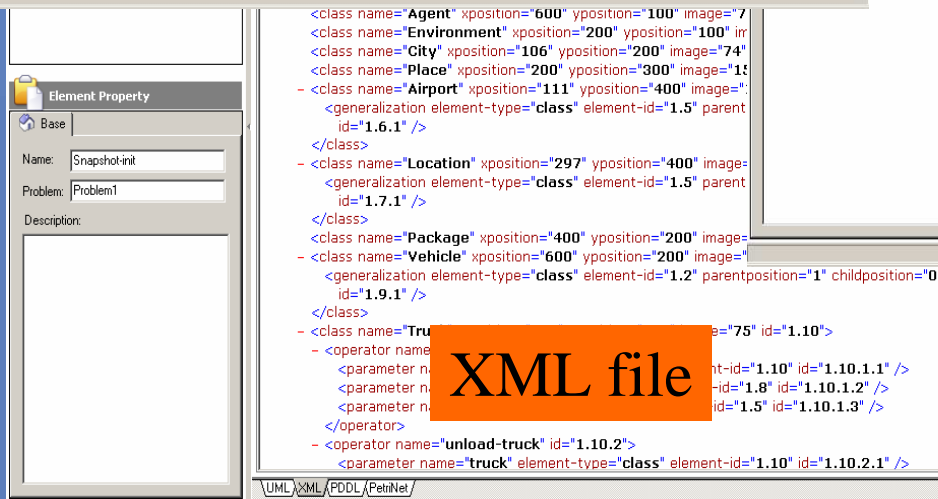 Element Property
Base
Name: Snapshot-init
Problem: Problem1
Description:
<class name="Agent" xposition="600" yposition="100" image="7
<class name="Environment" xposition="200" yposition="100" im
<class name="City" xposition="106" yposition="200" image="74"
<class name="Place" xposition="200" yposition="300" image="15
- <class name="Airport" xposition="111" yposition="400" image="
<generalization element-type="class" element-id="1.5" parent
id="1.6.1" />
</class>
- <class name="Location" xposition="297" yposition="400" image=
<generalization element-type="class" element-id="1.5" parent
id="1.7.1" />
</class>
<class name="Package" xposition="400" yposition="200" image=
- <class name="Vehicle" xposition="600" yposition="200" image="
<generalization element-type="class" element-id="1.2" parentposition="1" childposition="0
id="1.9.1" />
</class>
- <class name="Tru e="75" id="1.10">
- <operator name
<parameter n nt-id="1.10" id="1.10.1.1" />
<parameter n -id="1.8" id="1.10.1.2" />
<parameter n id="1.5" id="1.10.1.3" />
</operator>
- <operator name="unload-truck" id="1.10.2">
<parameter name="truck" element-type="class" element-id="1.10" id="1.10.2.1" />
XML file
UML XML PDDL PetriNet